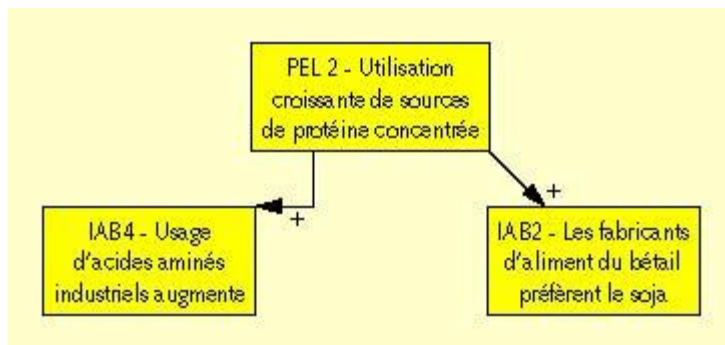 PEL 2 - Utilisation
croissante de sources
de protéine concentrée
+
+
IAB4 - Usage
d'acides aminés
industriels augmente
IAB2 - Les fabricants
d'aliment du bétail
préfèrent le soja